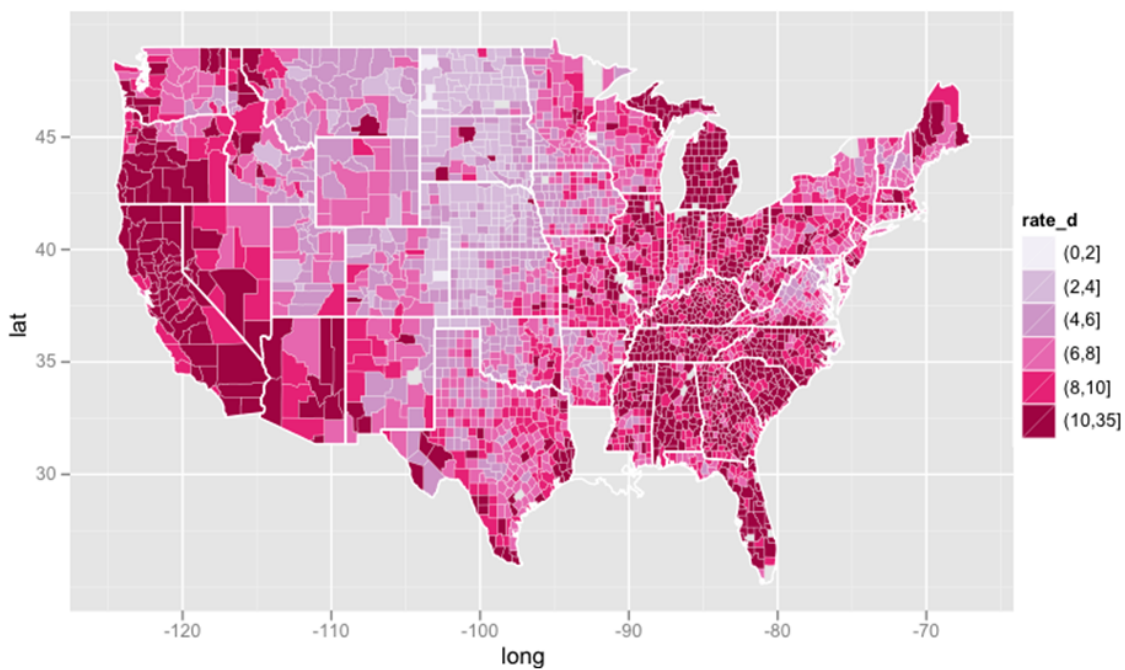 45
40
35
30
lat
-120 -110 -100 -90 -80 -70
long
rate_d
(0,2]
(2,4]
(4,6]
(6,8]
(8,10]
(10,35]